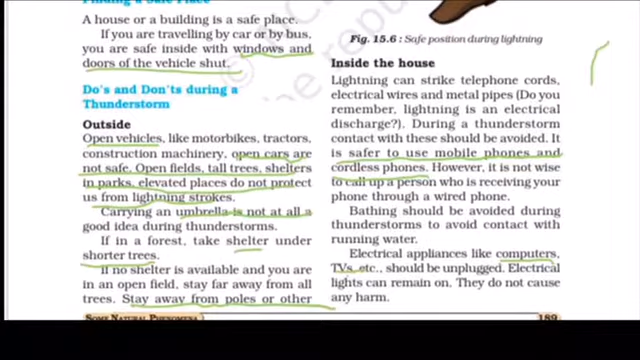 Finding a Safe Place
A house or a building is a safe place.
If you are travelling by car or by bus,
you are safe inside with windows and
doors of the vehicle shut.
Do's and Don'ts during a
Thunderstorm
Outside
Open vehicles, like motorbikes, tractors,
construction machinery, open cars are
not safe. Open fields, tall trees, shelters
in parks, elevated places do not protect
us from lightning strokes.
Carrying an umbrella is not at all a
good idea during thunderstorms.
If in a forest, take shelter under
shorter trees.
If no shelter is available and you are
in an open field, stay far away from all
trees. Stay away from poles or other
SOME NATURAL PHENOMENA
Fig. 15.6 : Safe position during lightning
Inside the house
Lightning can strike telephone cords,
electrical wires and metal pipes (Do you
remember, lightning is an electrical
discharge?). During a thunderstorm
contact with these should be avoided. It
is safer to use mobile phones and
cordless phones. However, it is not wise
to call up a person who is receiving your
phone through a wired phone.
Bathing should be avoided during
thunderstorms to avoid contact with
running water.
Electrical appliances like computers,
TVs, etc., should be unplugged. Electrical
lights can remain on. They do not cause
any harm.
189